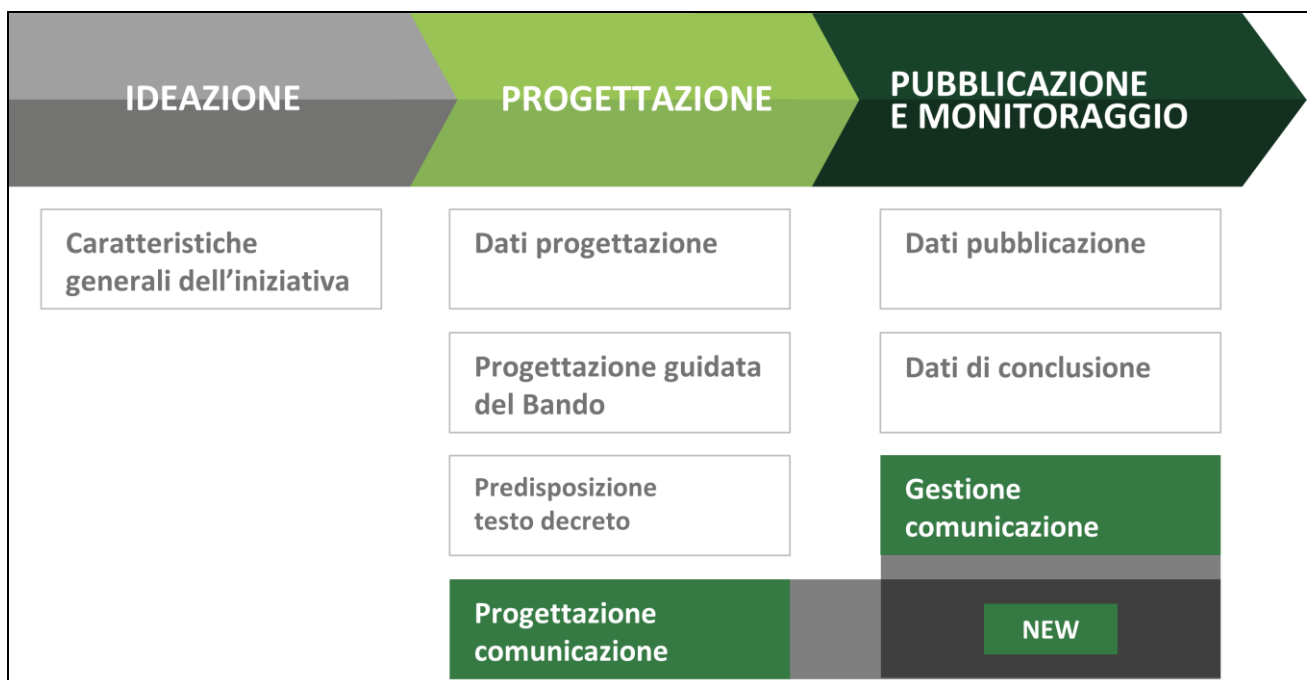 IDEAZIONE
PROGETTAZIONE
PUBBLICAZIONE
E MONITORAGGIO
Caratteristiche
generali dell’iniziativa
Dati progettazione
Progettazione guidata
del Bando
Predisposizione
testo decreto
Progettazione
comunicazione
Dati pubblicazione
Dati di conclusione
Gestione
comunicazione
NEW